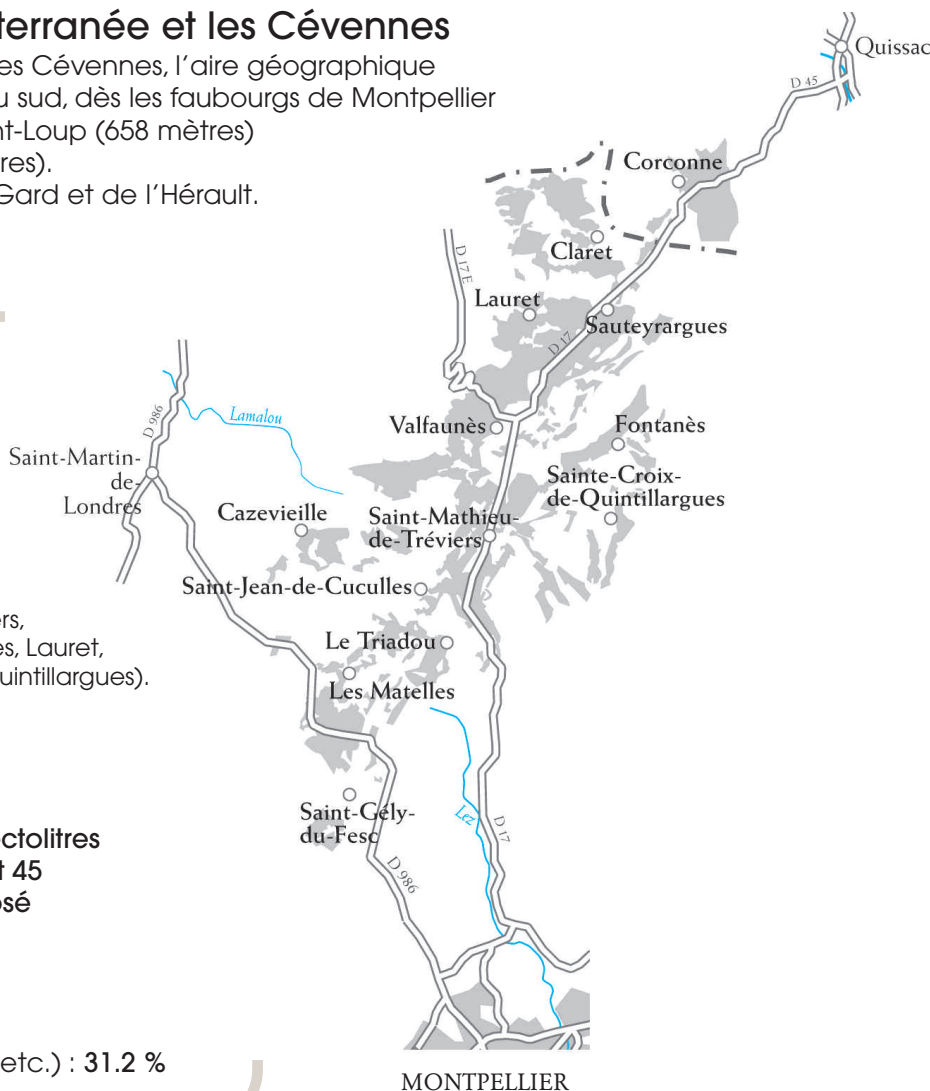 terranée et les Cévennes
es Cévennes, l'aire géographique
u sud, dès les faubourgs de Montpellier
nt-Loup (658 mètres)
res).
Gard et de l'Hérault.
Quissac
D 45
Corconne
Claret
D 17E
Lauret
Sauteyrargues
D 17
Lamalou
D 986
Valfaunès
Fontanès
Saint-Martin-
de-
Londres
Sainte-Croix-
de-Quintillargues
Cazevieille
Saint-Mathieu-
de-Tréviers
Saint-Jean-de-Cuculles
ers,
es, Lauret,
uintillargues).
Le Triadou
Les Matelles
Saint-Gély-
du-Fesc
Lez
D 17
D 986
ctolitres
t 45
osé
etc.) : 31.2 %
MONTPELLIER